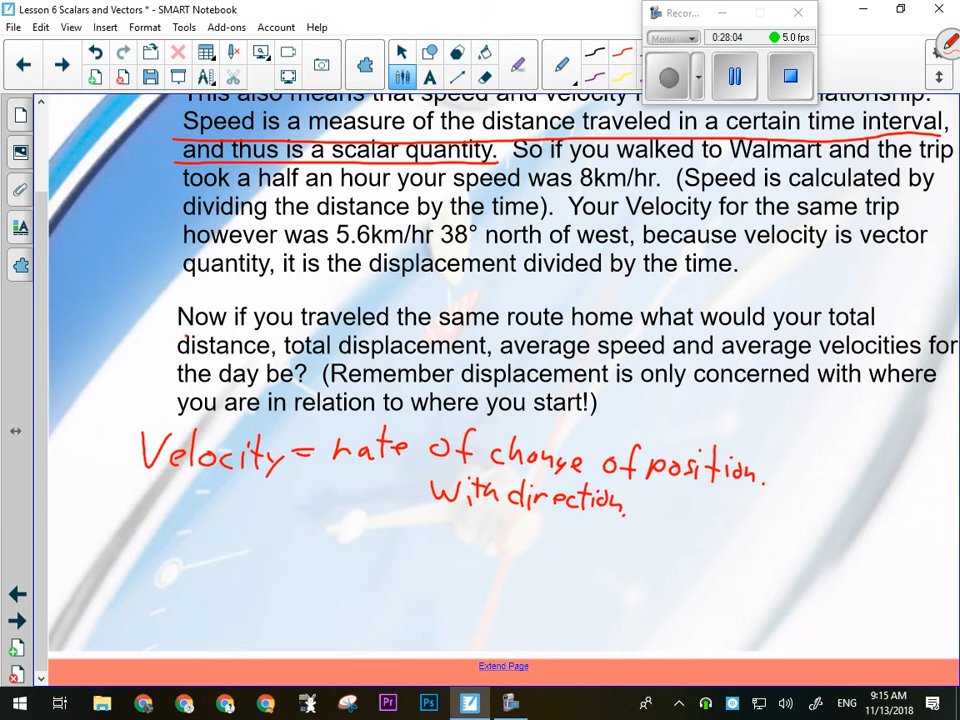 Lesson 6 Scalars and Vectors * - SMART Notebook
File Edit View Insert Format Tools Add-ons Account Help
Recor...
Menu
0:28:04 5.0 fps
This also means that speed and velocity
Speed is a measure of the distance traveled in a certain time interval,
and thus is a scalar quantity. So if you walked to Walmart and the trip
took a half an hour your speed was 8km/hr. (Speed is calculated by
dividing the distance by the time). Your Velocity for the same trip
however was 5.6km/hr 38° north of west, because velocity is vector
quantity, it is the displacement divided by the time.
Now if you traveled the same route home what would your total
distance, total displacement, average speed and average velocities for
the day be? (Remember displacement is only concerned with where
you are in relation to where you start!)
Velocity = rate of change of position.
with direction.
Extend Page
ENG
9:15 AM
11/13/2018